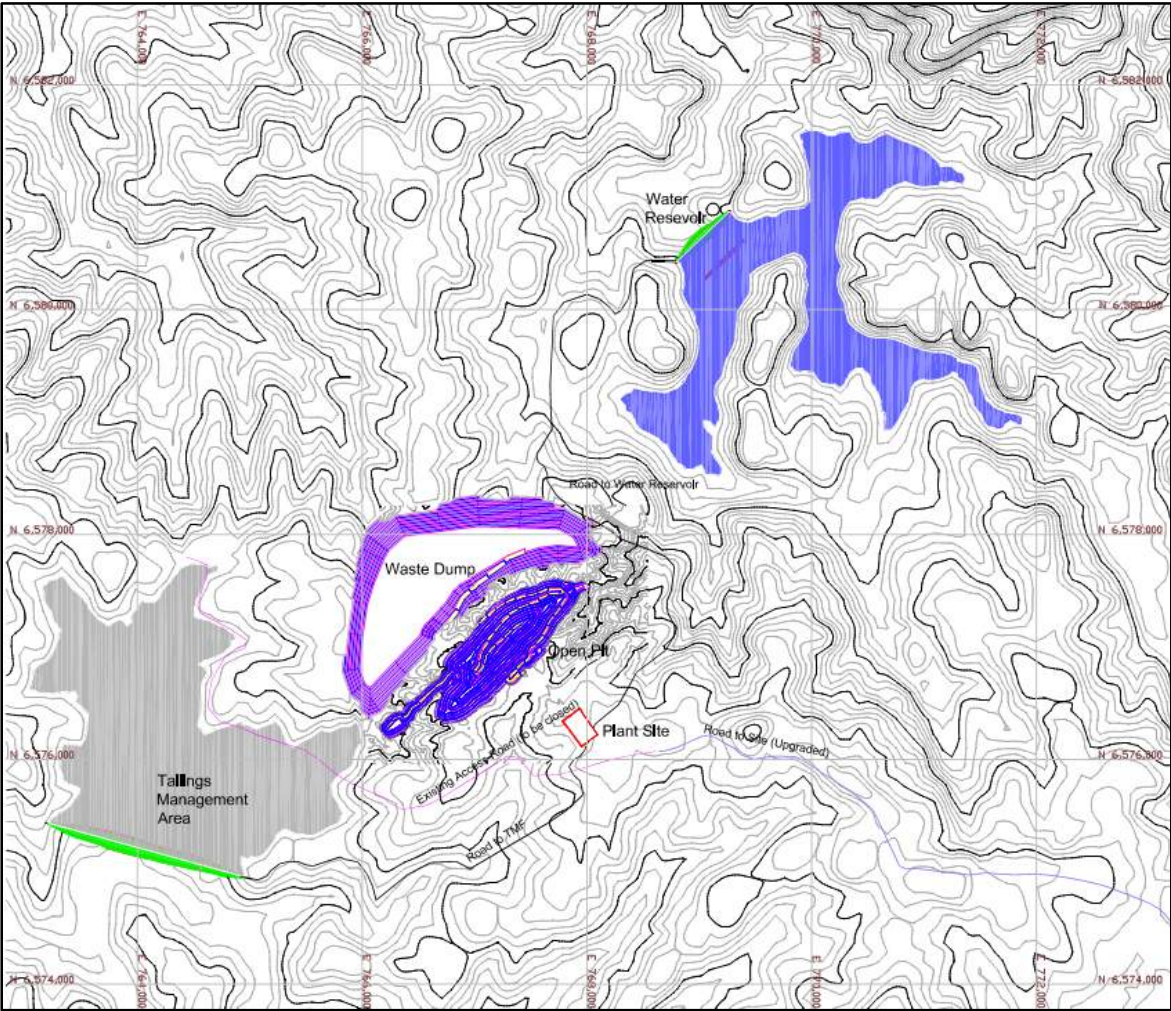 E 764,000
E 766,000
E 768,000
E 770,000
E 772,000
N 6,582,000
N 6,582,000
Water
Resevoir
N 6,580,000
N 6,580,000
Road to Water Reservoir
N 6,578,000
N 6,578,000
Waste Dump
Open Pit
Plant Site
Road to Site (Upgraded)
N 6,576,000
N 6,576,000
Existing Access Road (to be closed)
Tailings
Management
Area
Road to TMF
N 6,574,000
N 6,574,000
E 764,000
E 766,000
E 768,000
E 770,000
E 772,000